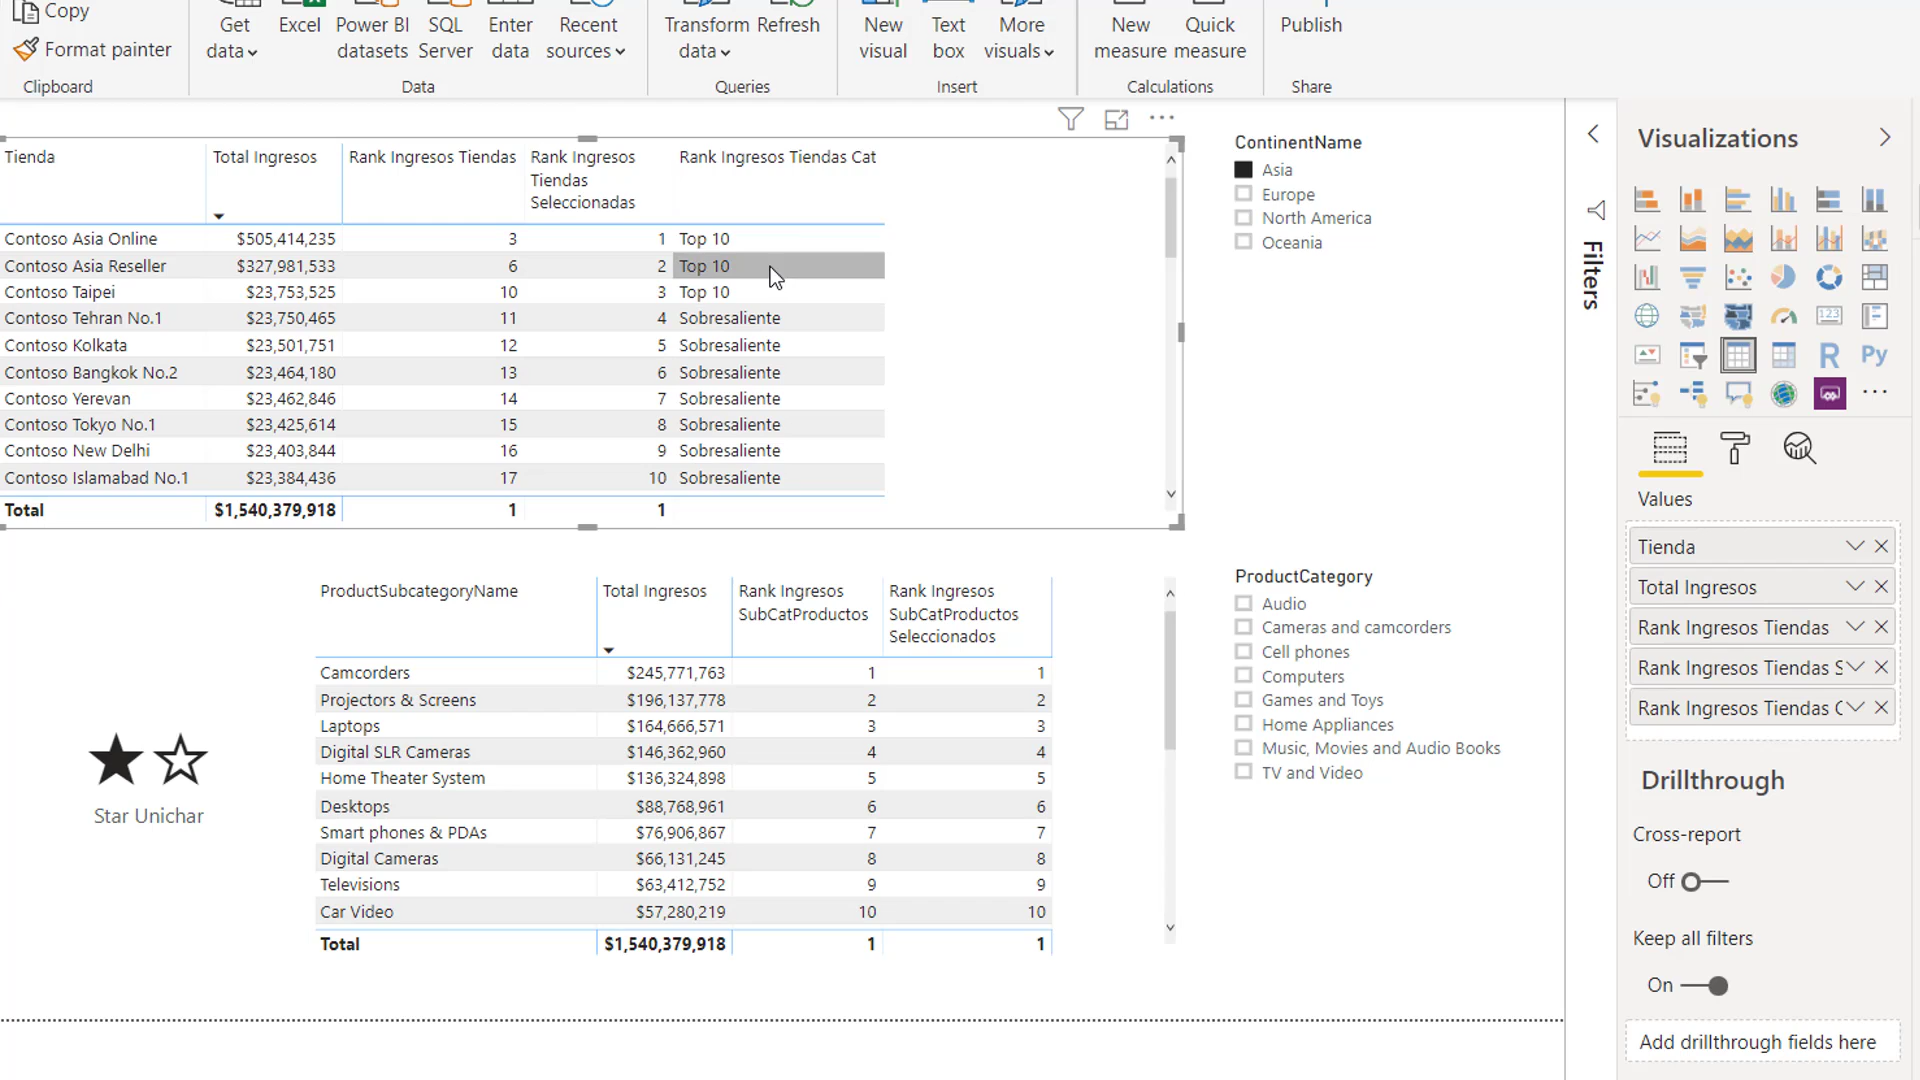 Copy
Format painter
Clipboard
Get data
Excel
Power BI datasets
SQL Server
Enter data
Recent sources
Data
Transform data
Refresh
Queries
New visual
Text box
More visuals
Insert
New measure
Quick measure
Calculations
Publish
Share
Tienda Total Ingresos Rank Ingresos Tiendas Rank Ingresos Tiendas Seleccionadas Rank Ingresos Tiendas Cat
Contoso Asia Online $505,414,235 3 1 Top 10
Contoso Asia Reseller $327,981,533 6 2 Top 10
Contoso Taipei $23,753,525 10 3 Top 10
Contoso Tehran No.1 $23,750,465 11 4 Sobresaliente
Contoso Kolkata $23,501,751 12 5 Sobresaliente
Contoso Bangkok No.2 $23,464,180 13 6 Sobresaliente
Contoso Yerevan $23,462,846 14 7 Sobresaliente
Contoso Tokyo No.1 $23,425,614 15 8 Sobresaliente
Contoso New Delhi $23,403,844 16 9 Sobresaliente
Contoso Islamabad No.1 $23,384,436 17 10 Sobresaliente
Total $1,540,379,918 1 1
ContinentName
Asia
Europe
North America
Oceania
★☆
Star Unichar
ProductSubcategoryName Total Ingresos Rank Ingresos SubCatProductos Rank Ingresos SubCatProductos Seleccionados
Camcorders $245,771,763 1 1
Projectors & Screens $196,137,778 2 2
Laptops $164,666,571 3 3
Digital SLR Cameras $146,362,960 4 4
Home Theater System $136,324,898 5 5
Desktops $88,768,961 6 6
Smart phones & PDAs $76,906,867 7 7
Digital Cameras $66,131,245 8 8
Televisions $63,412,752 9 9
Car Video $57,280,219 10 10
Total $1,540,379,918 1 1
ProductCategory
Audio
Cameras and camcorders
Cell phones
Computers
Games and Toys
Home Appliances
Music, Movies and Audio Books
TV and Video
Filters
Visualizations
123
R
Py
Values
Tienda
Total Ingresos
Rank Ingresos Tiendas
Rank Ingresos Tiendas S
Rank Ingresos Tiendas C
Drillthrough
Cross-report
Off
Keep all filters
On
Add drillthrough fields here